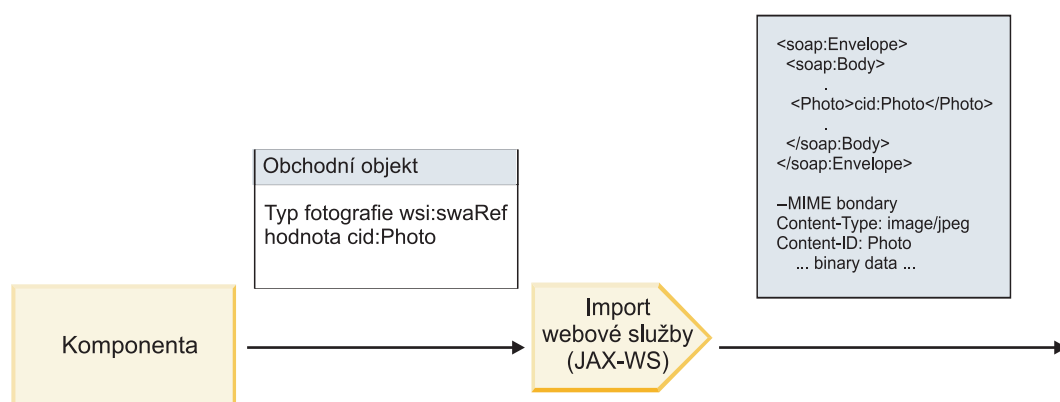 Komponenta
Obchodní objekt
Typ fotografie wsi:swaRef
hodnota cid:Photo
Import
webové služby
(JAX-WS)
<soap:Envelope>
<soap:Body>
.
<Photo>cid:Photo</Photo>
.
</soap:Body>
</soap:Envelope>
–MIME bondary
Content-Type: image/jpeg
Content-ID: Photo
... binary data ...